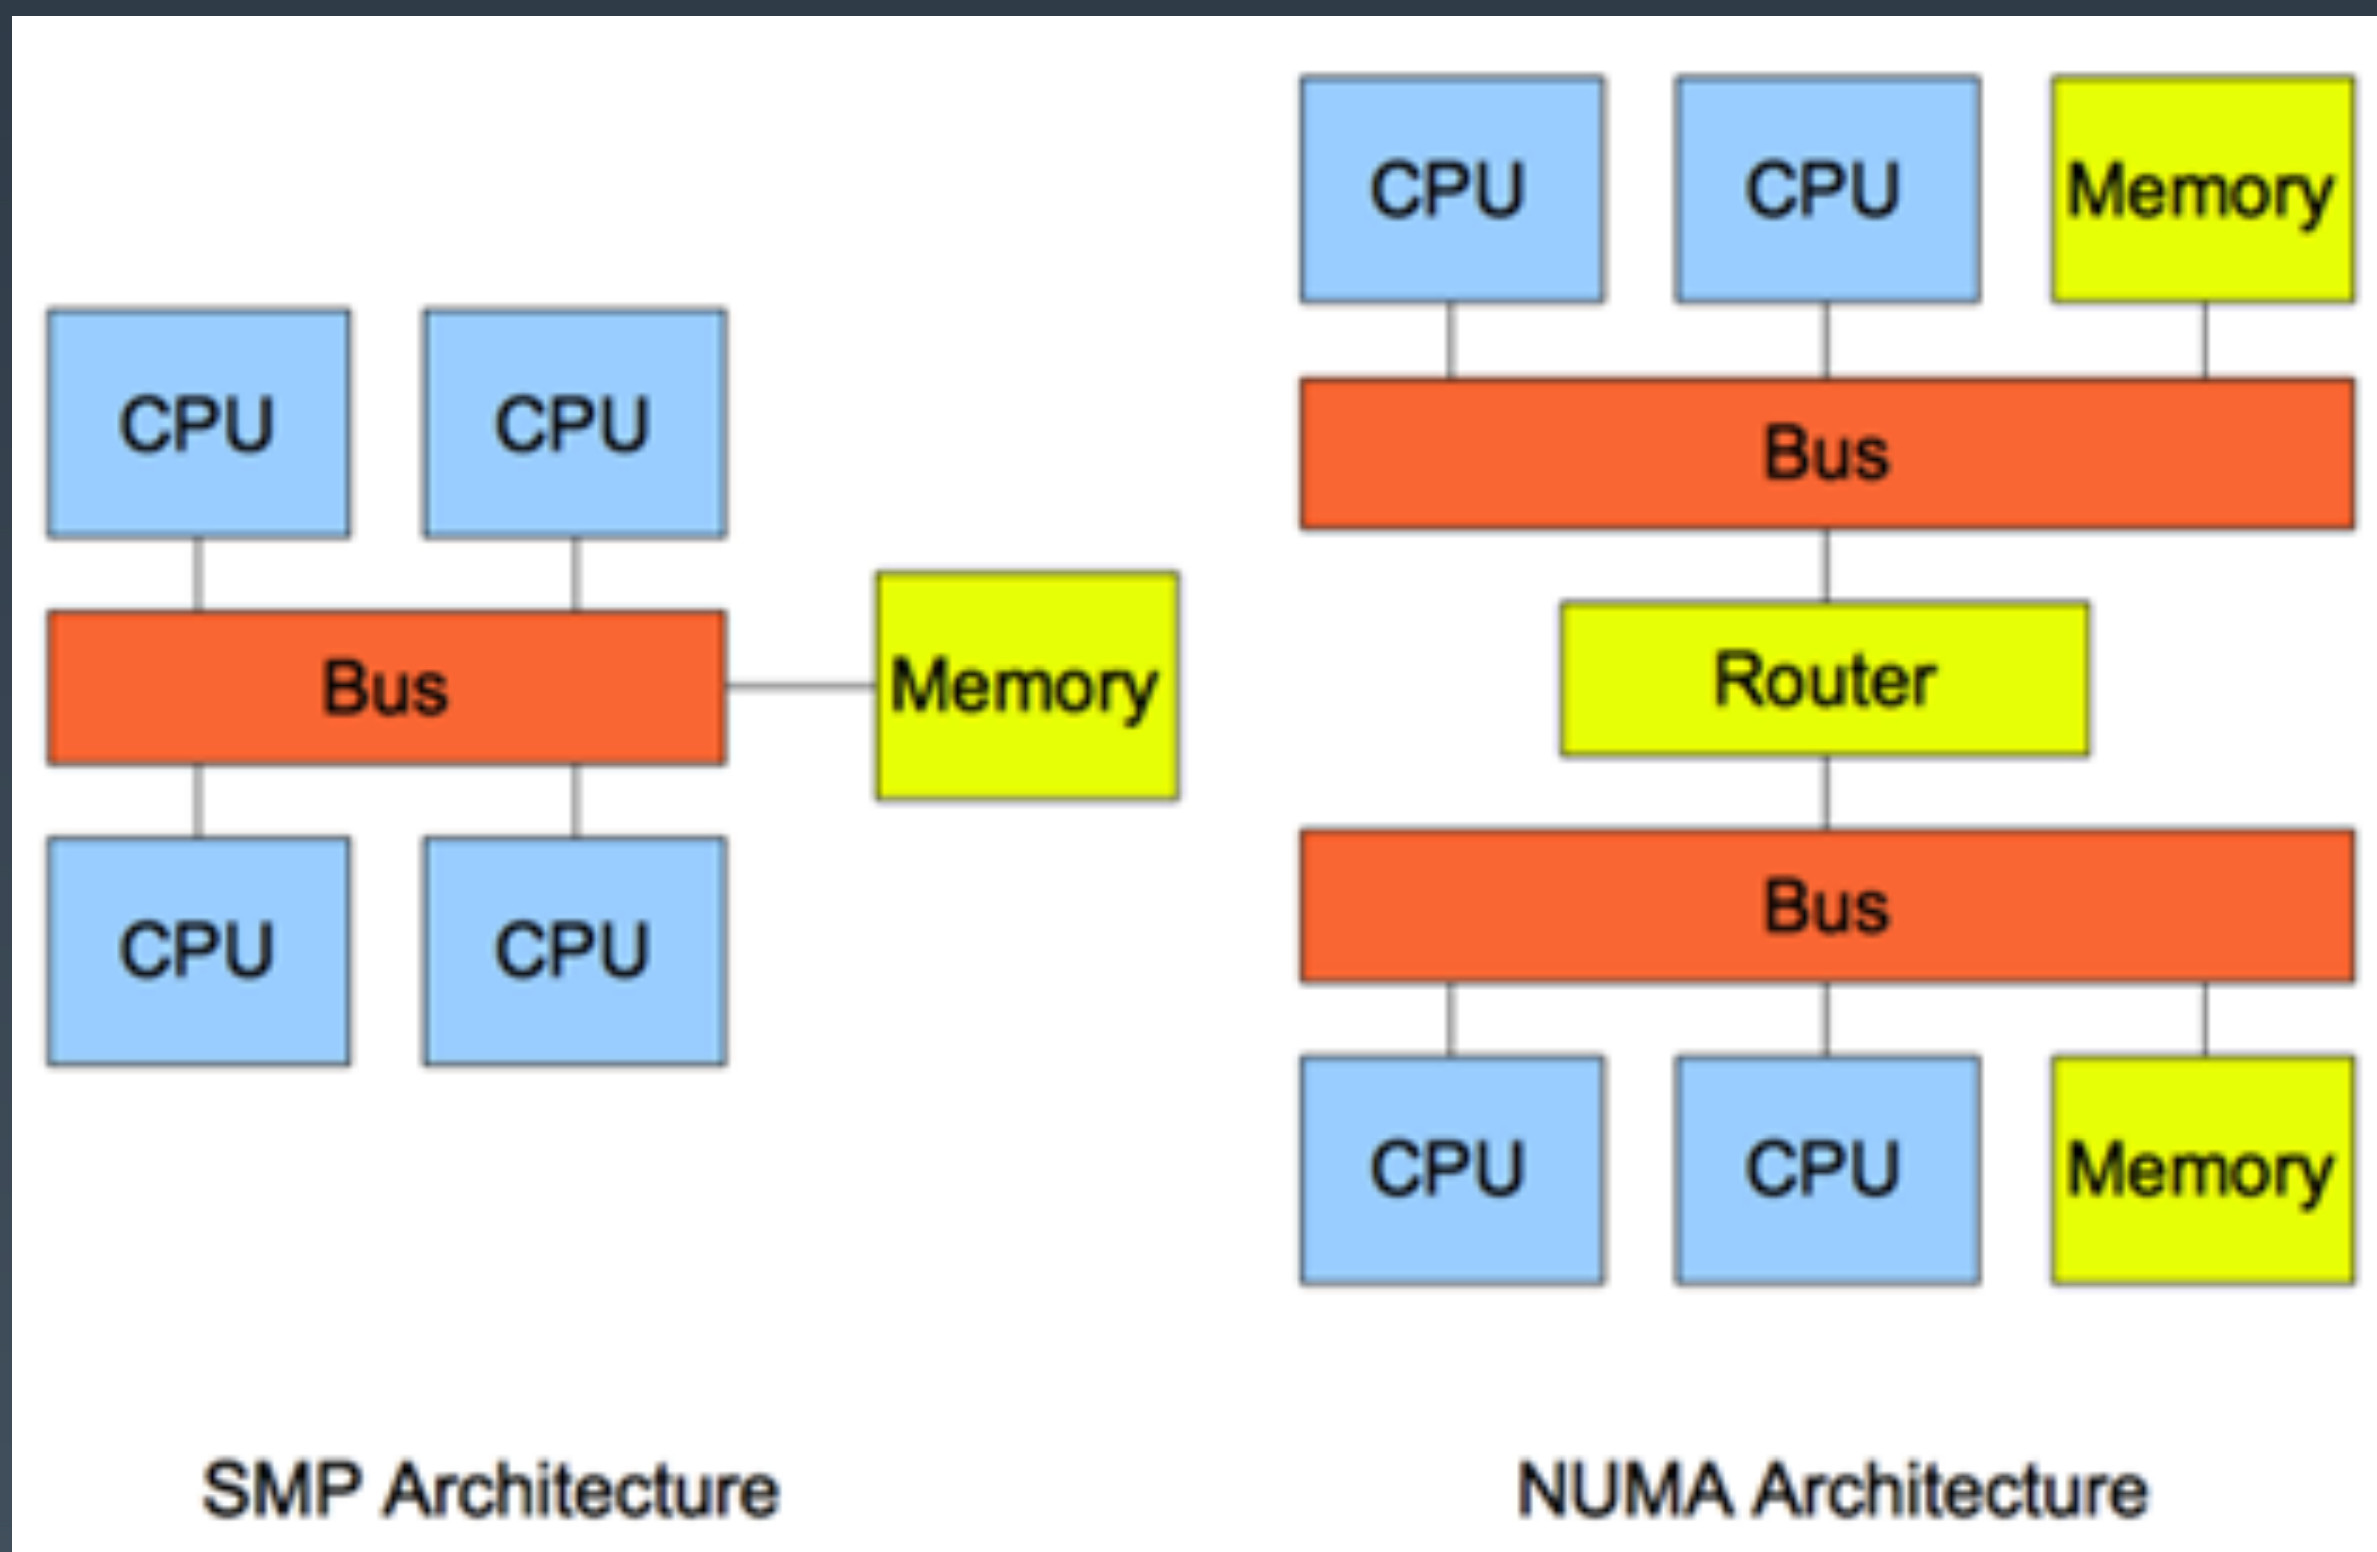 CPU
CPU
Bus
Memory
CPU
CPU
SMP Architecture
CPU
CPU
Memory
Bus
Router
Bus
CPU
CPU
Memory
NUMA Architecture